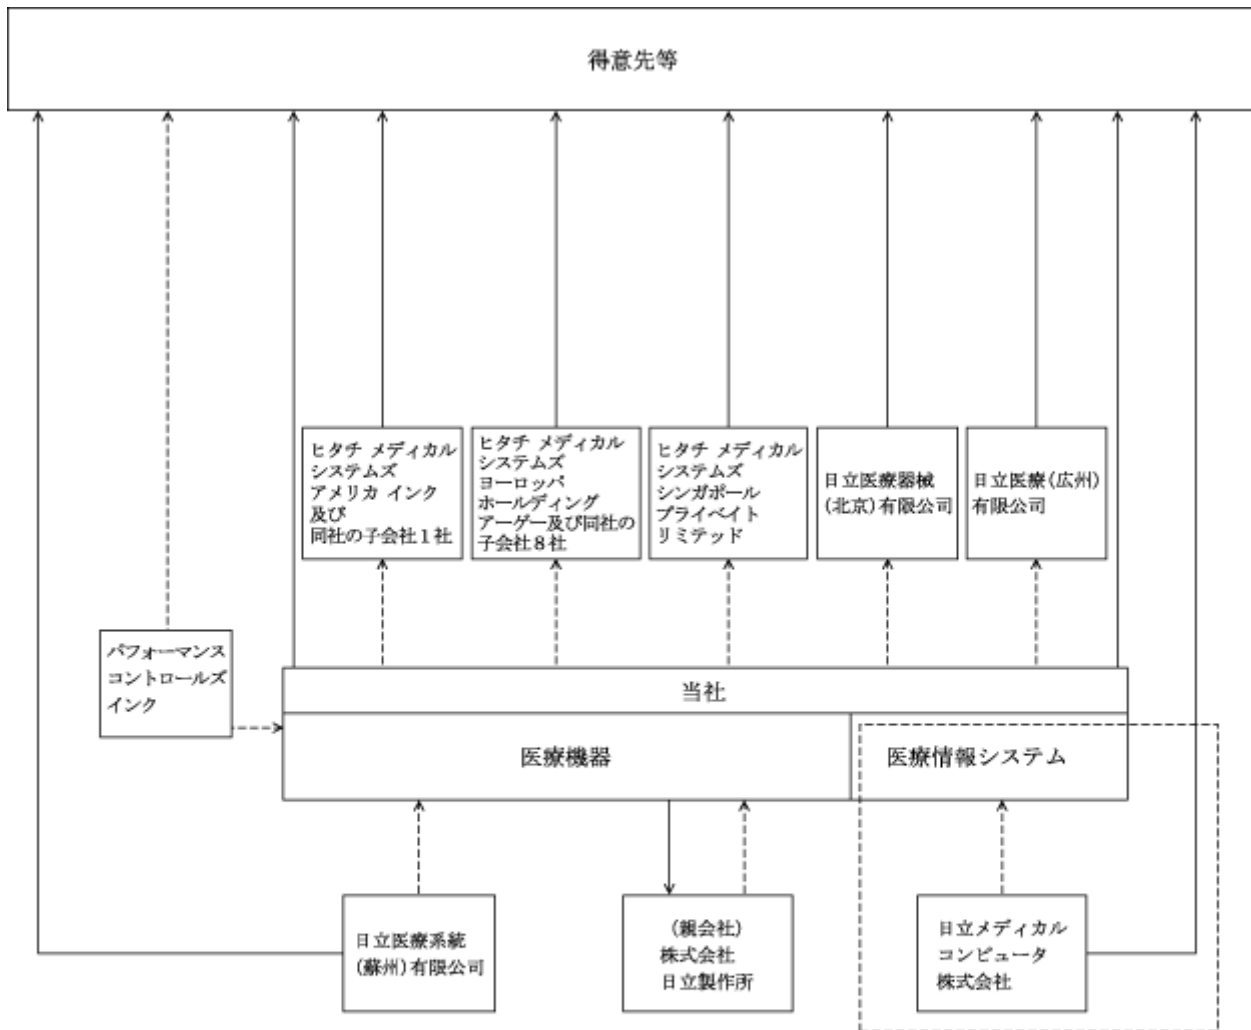 得意先等
ヒタチ メディカル
システムズ
アメリカ インク
及び
同社の子会社1社
ヒタチ メディカル
システムズ
ヨーロッパ
ホールディング
アーゲー及び同社の
子会社8社
ヒタチ メディカル
システムズ
シンガポール
プライベイト
リミテッド
日立医療器械
(北京)有限公司
日立医療(広州)
有限公司
パフォーマンス
コントロールズ
インク
当社
医療機器
医療情報システム
日立医療系統
(蘇州)有限公司
(親会社)
株式会社
日立製作所
日立メディカル
コンピュータ
株式会社